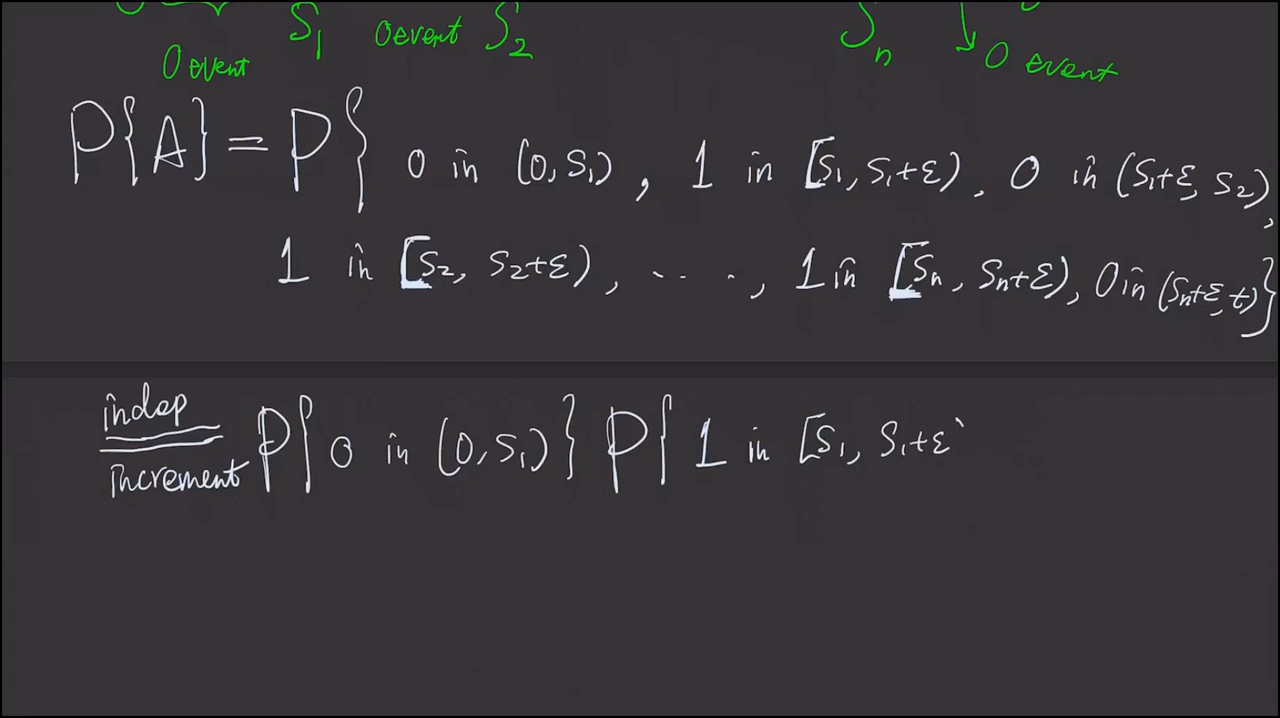 S₁ 0 event S₂ Sₙ
0 event 0 event
P{A} = P{ 0 in (0, S₁), 1 in [S₁, S₁+ε), 0 in (S₁+ε, S₂),
1 in [S₂, S₂+ε), ...., 1 in [Sₙ, Sₙ+ε), 0 in (Sₙ+ε, t)}
indep
increment P{ 0 in (0, S₁)} P{ 1 in [S₁, S₁+ε